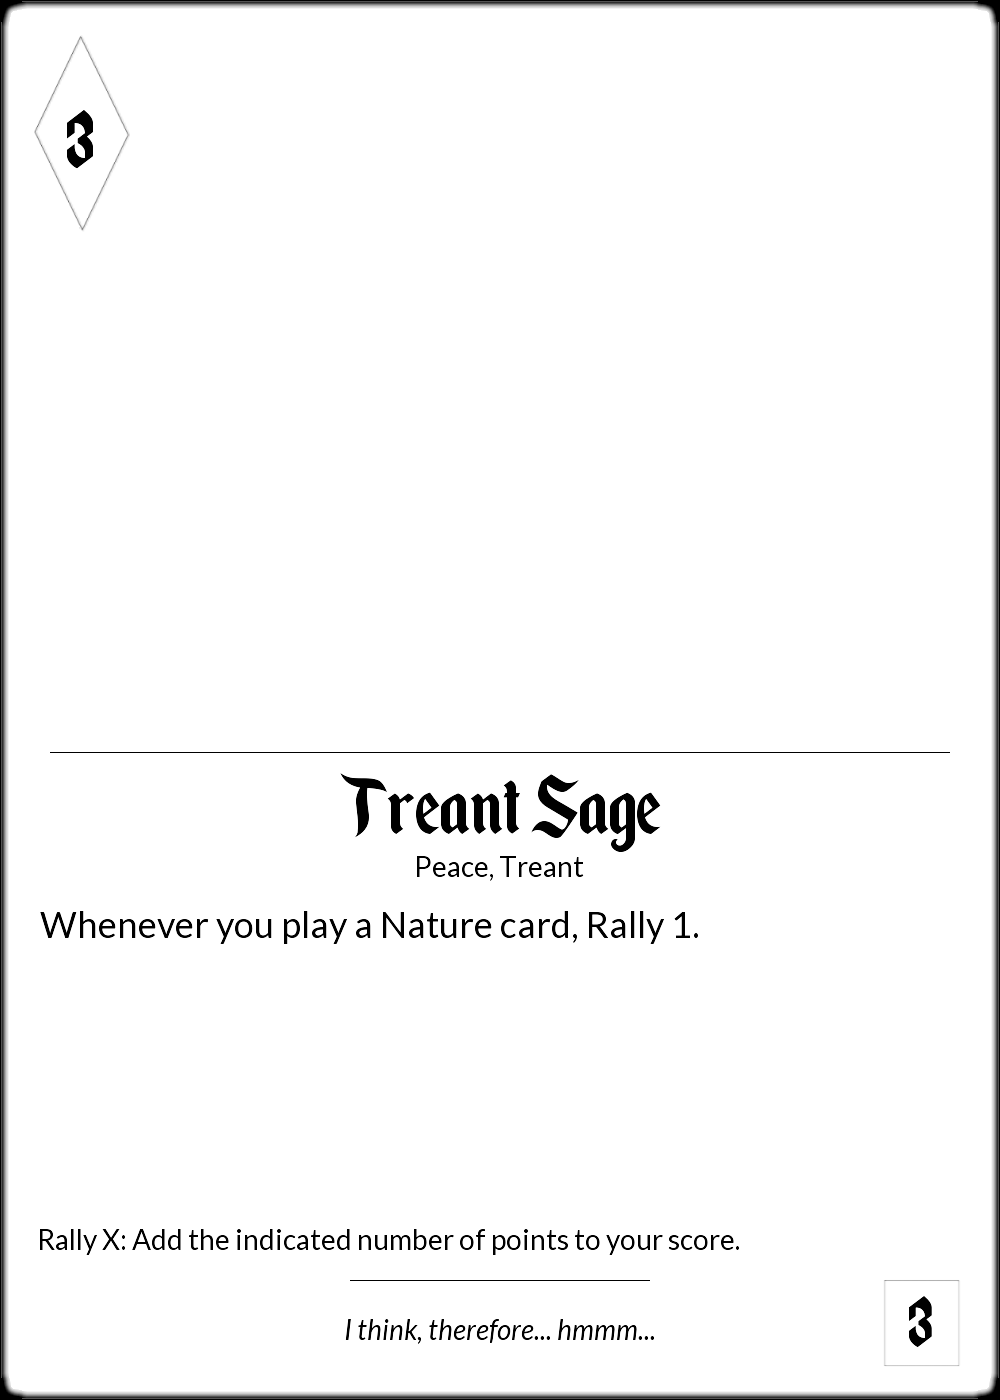 3
Treant Sage
Peace, Treant
Whenever you play a Nature card, Rally 1.
Rally X: Add the indicated number of points to your score.
I think, therefore... hmmm...
3